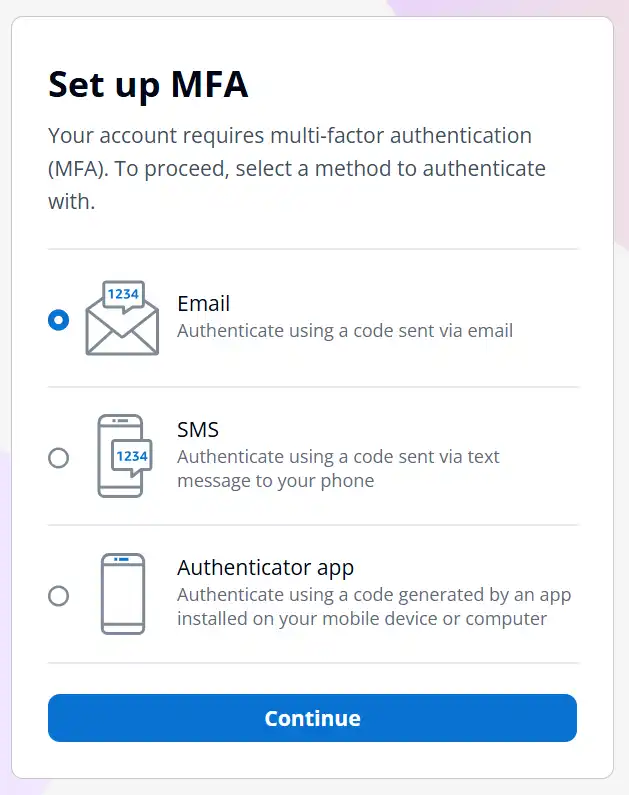 Set up MFA
Your account requires multi-factor authentication
(MFA). To proceed, select a method to authenticate
with.
1234
Email
Authenticate using a code sent via email
SMS
1234
Authenticate using a code sent via text
message to your phone
Authenticator app
Authenticate using a code generated by an app
installed on your mobile device or computer
Continue